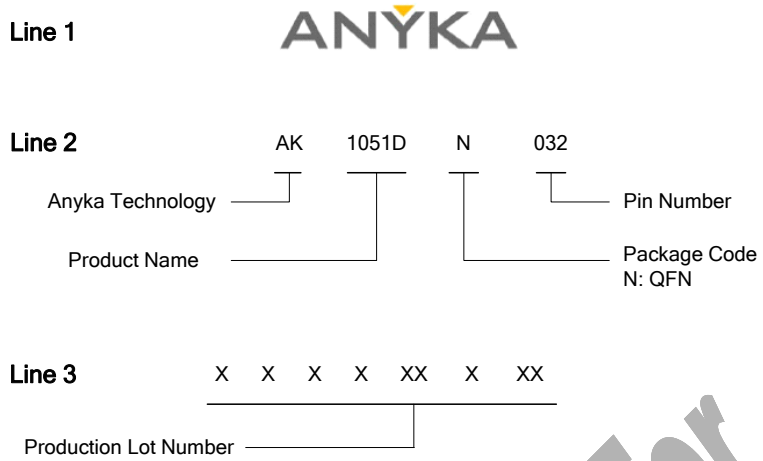 Line 1 ANYKA
Line 2 AK 1051D N 032
Anyka Technology Pin Number
Product Name Package Code
N: QFN
Line 3 X X X X XX X XX
Production Lot Number